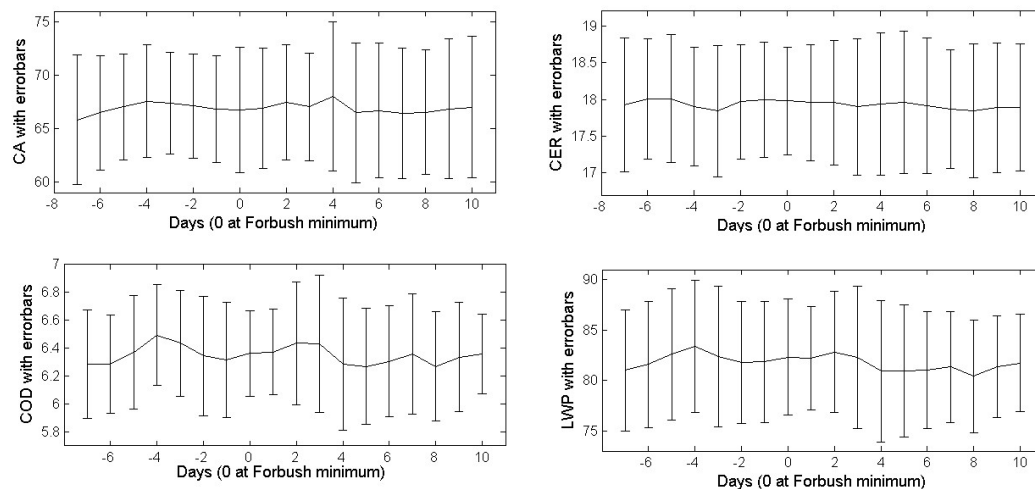 75
70
65
60
CA with errorbars
-8 -6 -4 -2 0 2 4 6 8 10
Days (0 at Forbush minimum)
19
18.5
18
17.5
17
CER with errorbars
-8 -6 -4 -2 0 2 4 6 8 10
Days (0 at Forbush minimum)
7
6.8
6.6
6.4
6.2
6
5.8
COD with errorbars
-6 -4 -2 0 2 4 6 8 10
Days (0 at Forbush minimum)
90
85
80
75
LWP with errorbars
-6 -4 -2 0 2 4 6 8 10
Days (0 at Forbush minimum)